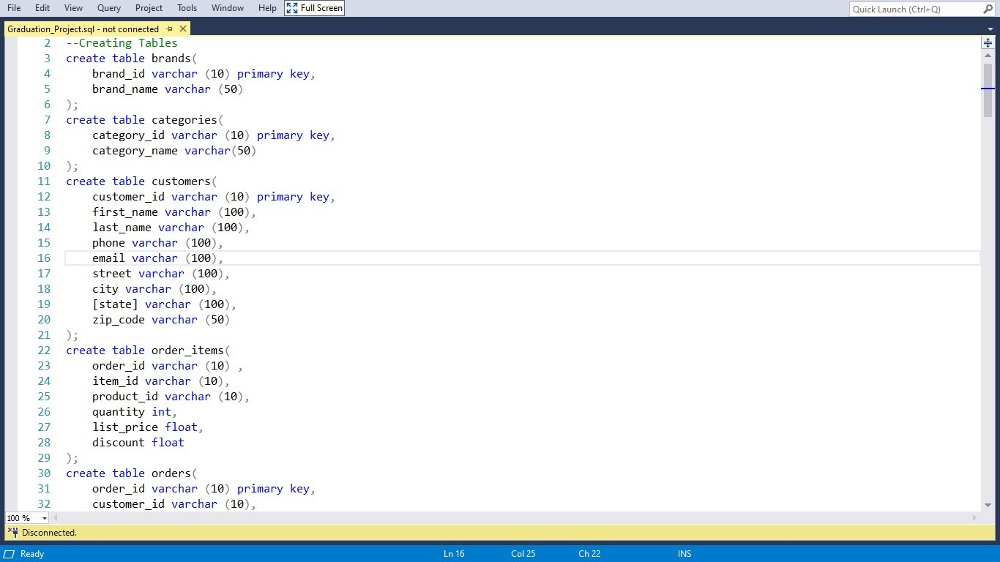 File Edit View Query Project Tools Window Help Full Screen Quick Launch (Ctrl+Q)
Graduation_Project.sql - not connected
2 --Creating Tables
3 create table brands(
4 brand_id varchar (10) primary key,
5 brand_name varchar (50)
6 );
7 create table categories(
8 category_id varchar (10) primary key,
9 category_name varchar(50)
10 );
11 create table customers(
12 customer_id varchar (10) primary key,
13 first_name varchar (100),
14 last_name varchar (100),
15 phone varchar (100),
16 email varchar (100),
17 street varchar (100),
18 city varchar (100),
19 [state] varchar (100),
20 zip_code varchar (50)
21 );
22 create table order_items(
23 order_id varchar (10) ,
24 item_id varchar (10),
25 product_id varchar (10),
26 quantity int,
27 list_price float,
28 discount float
29 );
30 create table orders(
31 order_id varchar (10) primary key,
32 customer_id varchar (10),
100 %
Disconnected.
Ready Ln 16 Col 25 Ch 22 INS